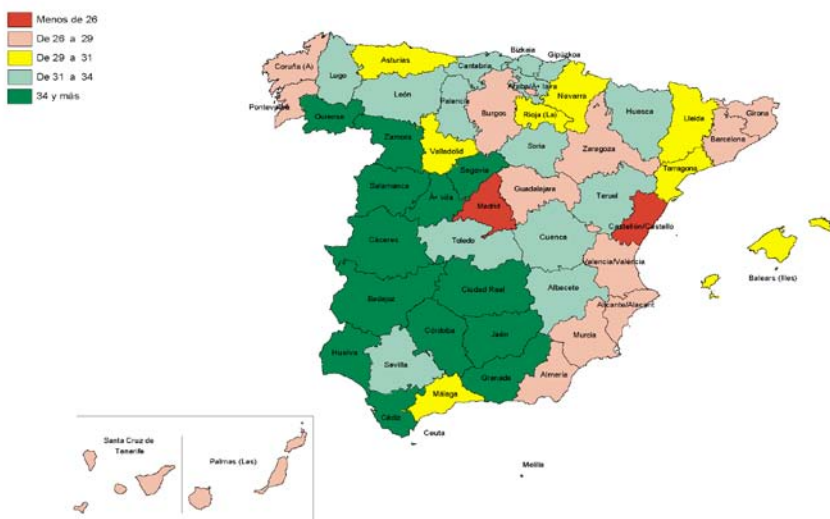 Menos de 26
De 26 a 29
De 29 a 31
De 31 a 34
34 y más
Bizkaia
Gipúzkoa
Asturias
Cantabria
Coruña (A)
Lugo
Navarra
León
Palencia
Burgos
Rioja (La)
Huesca
Lleida
Girona
Pontevedra
Ourense
Barcelona
Zamora
Valladolid
Soria
Zaragoza
Tarragona
Segovia
Salamanca
Guadalajara
Teruel
Madrid
Castellón/Castello
Cáceres
Toledo
Cuenca
Valencia/València
Balears (Illes)
Ciudad Real
Albacete
Badajoz
Alicante/Alacant
Córdoba
Jaén
Murcia
Huelva
Sevilla
Granada
Almería
Málaga
Cádiz
Ceuta
Santa Cruz de
Tenerife
Palmas (Las)
Melilla